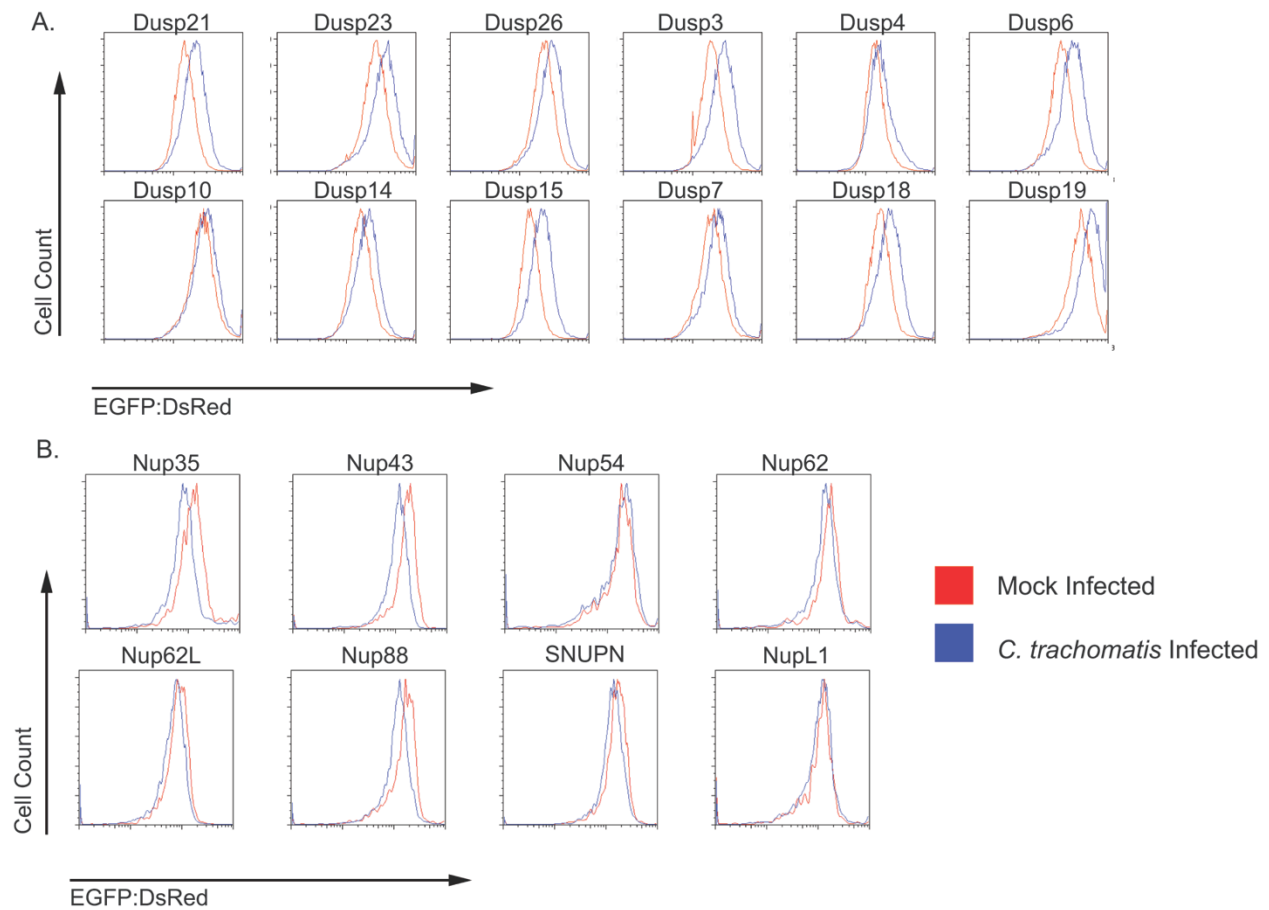 A.
Dusp21 Dusp23 Dusp26 Dusp3 Dusp4 Dusp6
Dusp10 Dusp14 Dusp15 Dusp7 Dusp18 Dusp19
Cell Count
EGFP:DsRed
B.
Nup35 Nup43 Nup54 Nup62
Nup62L Nup88 SNUPN NupL1
Cell Count
EGFP:DsRed
Mock Infected
C. trachomatis Infected